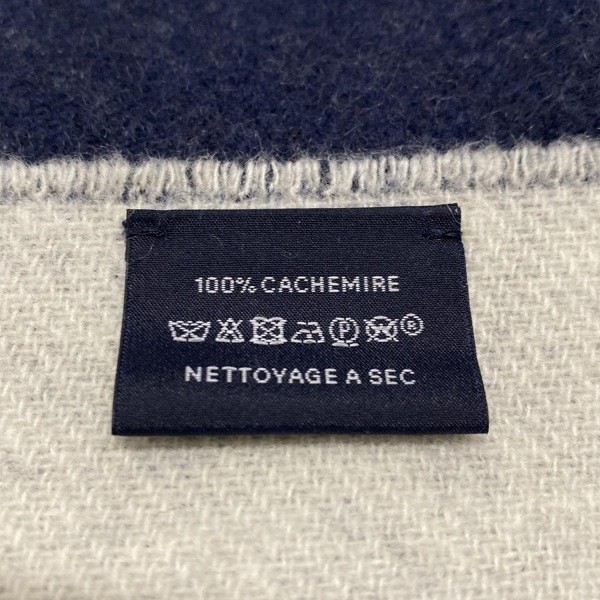 100% CACHEMIRE
P W ®
NETTOYAGE A SEC